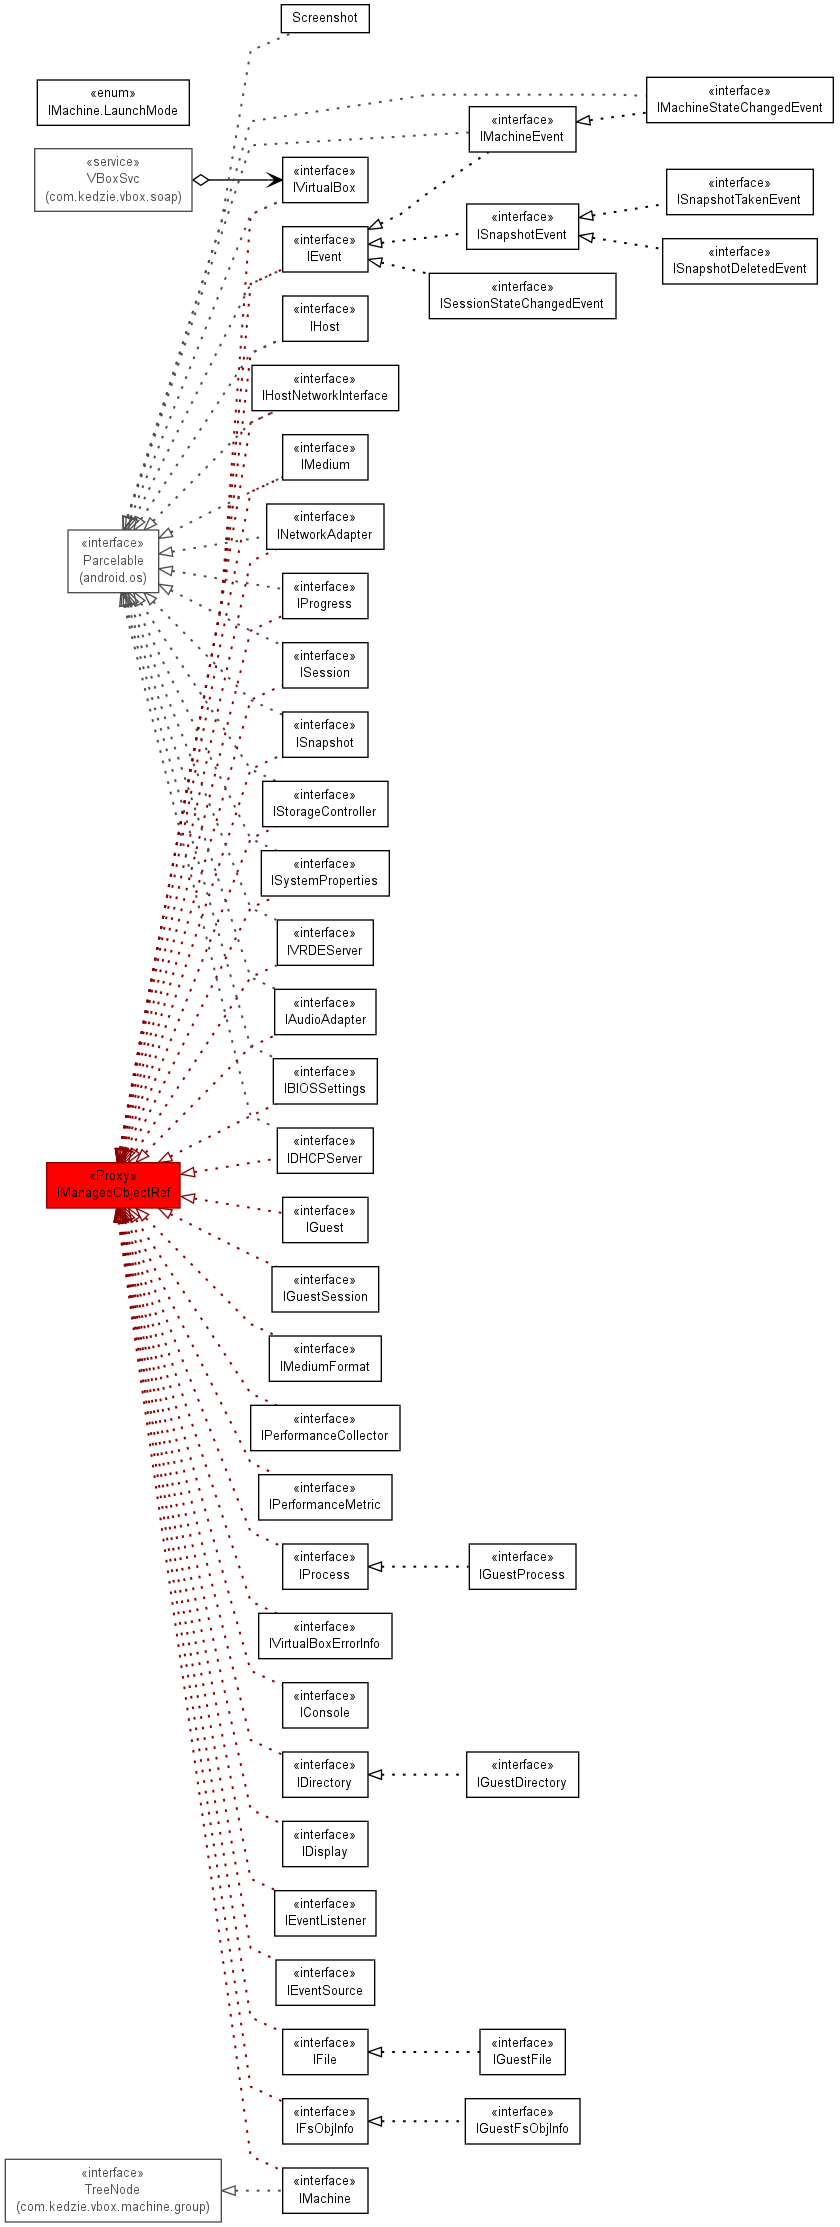 Screenshot
«enum»
IMachine.LaunchMode
«interface»
IMachineStateChangedEvent
«interface»
IMachineEvent
«service»
VBoxSvc
(com.kedzie.vbox.soap)
«interface»
IVirtualBox
«interface»
ISnapshotTakenEvent
«interface»
ISnapshotEvent
«interface»
IEvent
«interface»
ISnapshotDeletedEvent
«interface»
ISessionStateChangedEvent
«interface»
IHost
«interface»
IHostNetworkInterface
«interface»
IMedium
«interface»
INetworkAdapter
«interface»
Parcelable
(android.os)
«interface»
IProgress
«interface»
ISession
«interface»
ISnapshot
«interface»
IStorageController
«interface»
ISystemProperties
«interface»
IVRDEServer
«interface»
IAudioAdapter
«interface»
IBIOSSettings
«interface»
IDHCPServer
«Proxy»
IManagedObjectRef
«interface»
IGuest
«interface»
IGuestSession
«interface»
IMediumFormat
«interface»
IPerformanceCollector
«interface»
IPerformanceMetric
«interface»
IProcess
«interface»
IGuestProcess
«interface»
IVirtualBoxErrorInfo
«interface»
IConsole
«interface»
IDirectory
«interface»
IGuestDirectory
«interface»
IDisplay
«interface»
IEventListener
«interface»
IEventSource
«interface»
IFile
«interface»
IGuestFile
«interface»
IFsObjInfo
«interface»
IGuestFsObjInfo
«interface»
TreeNode
(com.kedzie.vbox.machine.group)
«interface»
IMachine